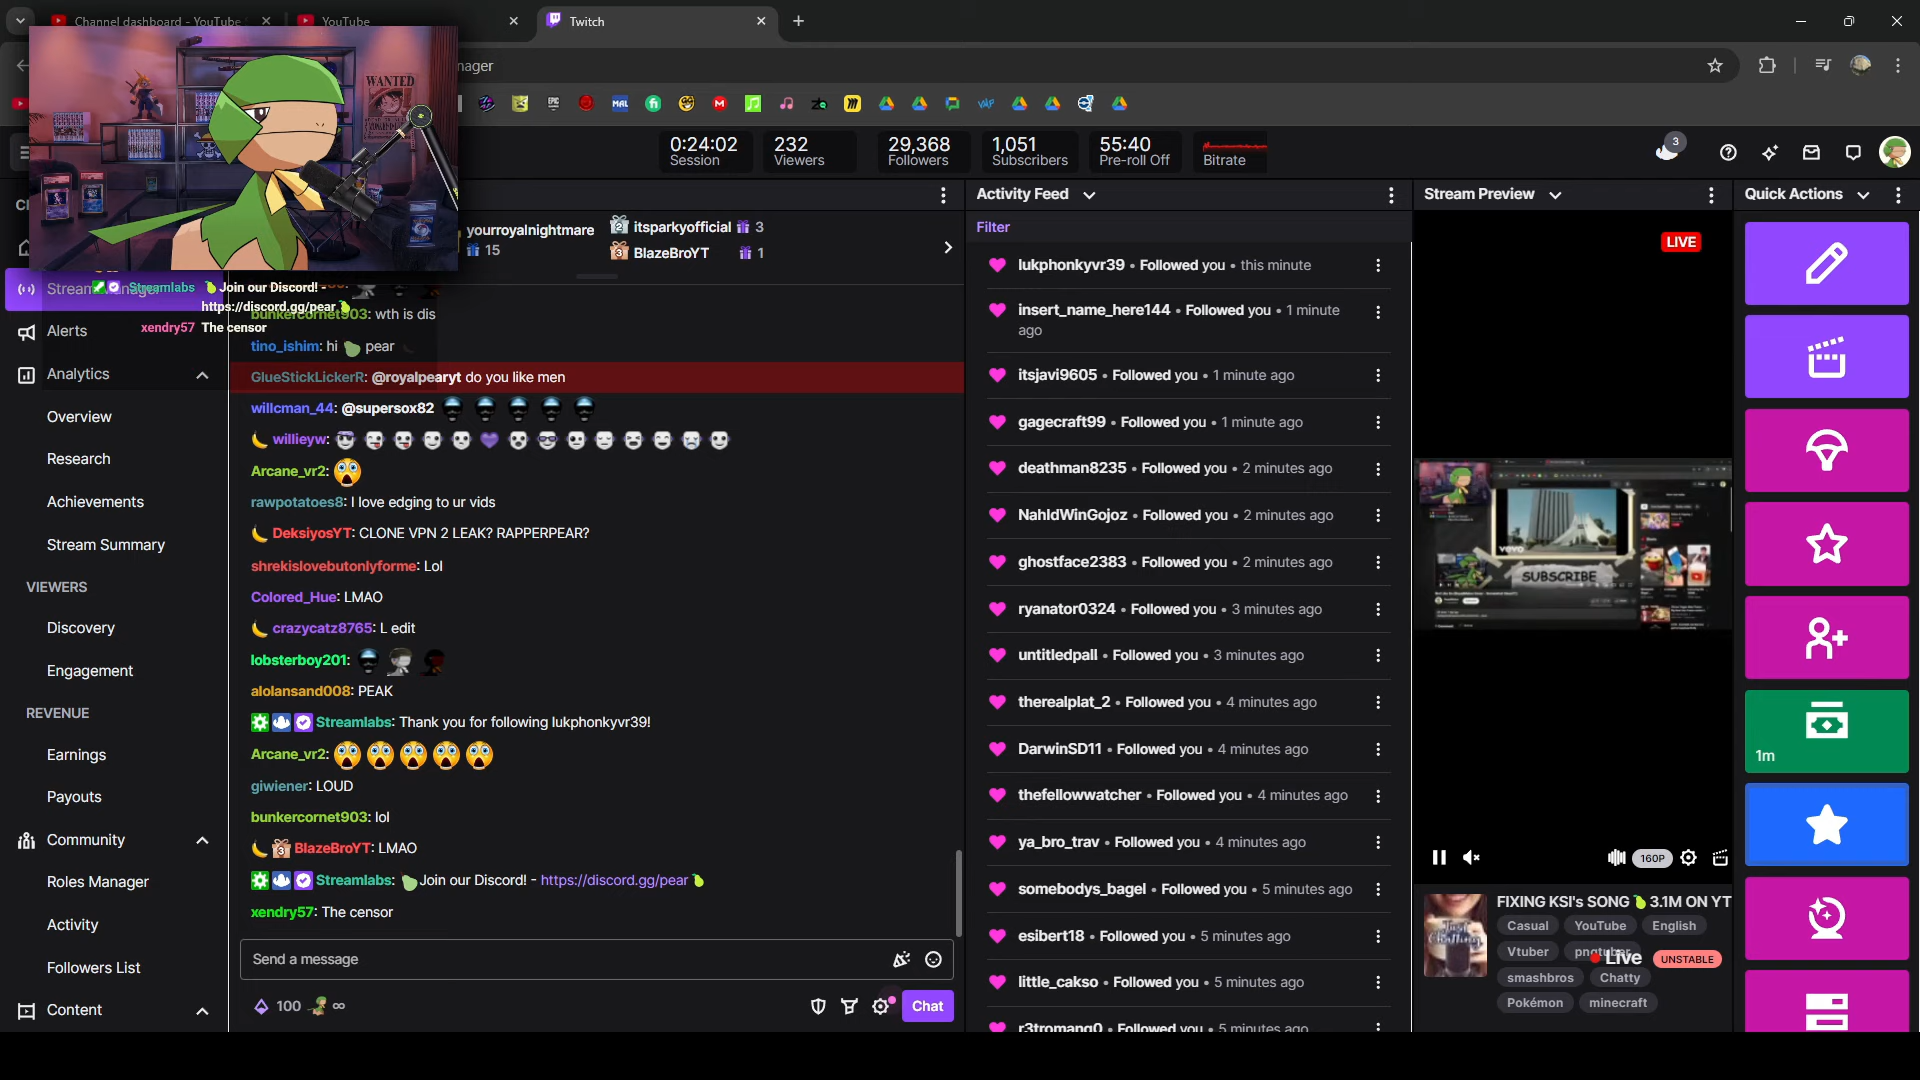 Channel dashboard - YouTube
YouTube
Twitch
nager
WANTED
MAL
0:24:02
Session
232
Viewers
29,368
Followers
1,051
Subscribers
55:40
Pre-roll Off
Bitrate
3
yourroyalnightmare
15
itsparkyofficial 3
BlazeBroYT 1
Stream Manager
Alerts
Analytics
Overview
Research
Achievements
Stream Summary
VIEWERS
Discovery
Engagement
REVENUE
Earnings
Payouts
Community
Roles Manager
Activity
Followers List
Content
Streamlabs Join our Discord! -
https://discord.gg/pear
xendry57 The censor
bunkercornet903: wth is dis
tino_ishim: hi pear
GlueStickLickerR: @royalpearyt do you like men
willcman_44: @supersox82
willieyw:
Arcane_vr2:
rawpotatoes8: I love edging to ur vids
DeksiyosYT: CLONE VPN 2 LEAK? RAPPERPEAR?
shrekislovebutonlyforme: Lol
Colored_Hue: LMAO
crazycatz8765: L edit
lobsterboy201:
alolansand008: PEAK
Streamlabs: Thank you for following lukphonkyvr39!
Arcane_vr2:
giwiener: LOUD
bunkercornet903: lol
BlazeBroYT: LMAO
Streamlabs: Join our Discord! - https://discord.gg/pear
xendry57: The censor
Send a message
100 ∞
Chat
Activity Feed
Filter
lukphonkyvr39 • Followed you • this minute
insert_name_here144 • Followed you • 1 minute
ago
itsjavi9605 • Followed you • 1 minute ago
gagecraft99 • Followed you • 1 minute ago
deathman8235 • Followed you • 2 minutes ago
NahIdWinGojoz • Followed you • 2 minutes ago
ghostface2383 • Followed you • 2 minutes ago
ryanator0324 • Followed you • 3 minutes ago
untitledpall • Followed you • 3 minutes ago
therealplat_2 • Followed you • 4 minutes ago
DarwinSD11 • Followed you • 4 minutes ago
thefellowwatcher • Followed you • 4 minutes ago
ya_bro_trav • Followed you • 4 minutes ago
somebodys_bagel • Followed you • 5 minutes ago
esibert18 • Followed you • 5 minutes ago
little_cakso • Followed you • 5 minutes ago
r3tromang0 • Followed you • 5 minutes ago
Stream Preview
LIVE
vevo
SUBSCRIBE
160P
FIXING KSI's SONG 3.1M ON YT
Casual
YouTube
English
Vtuber
pngtuber
Live
UNSTABLE
smashbros
Chatty
Pokémon
minecraft
Quick Actions
1m